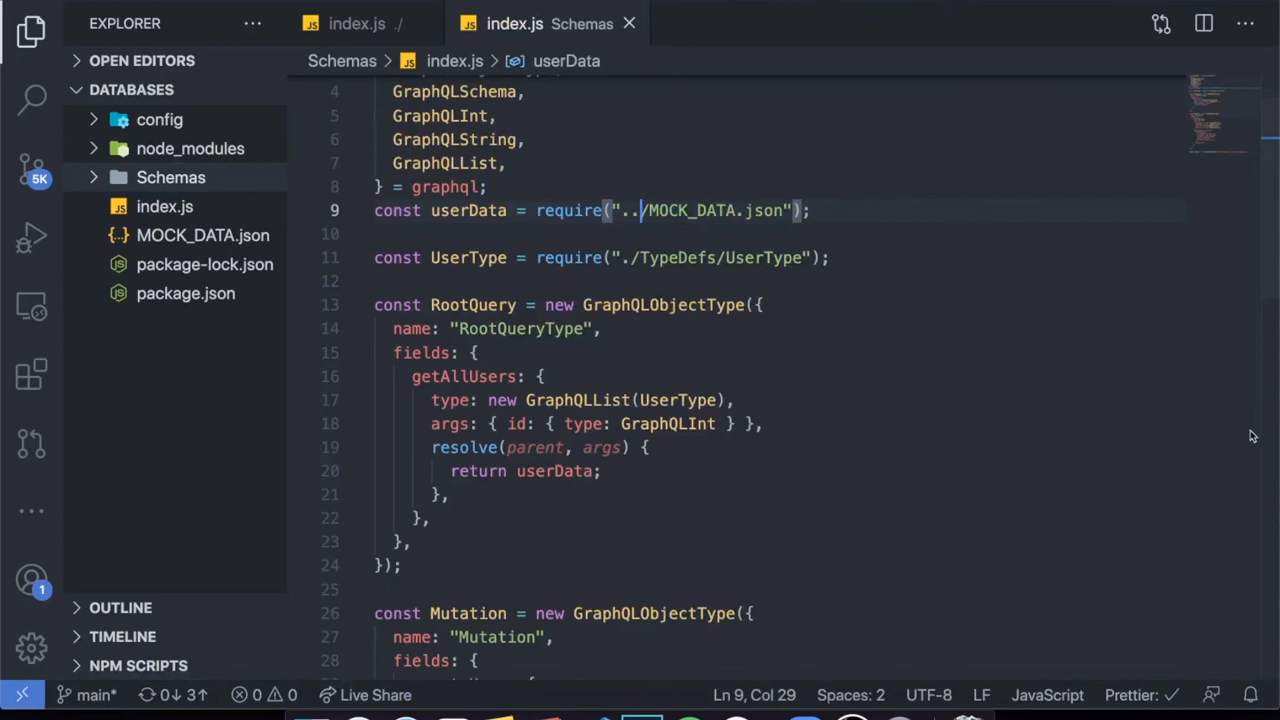 EXPLORER
...
JS index.js ./
JS index.js Schemas
OPEN EDITORS
DATABASES
config
node_modules
Schemas
index.js
MOCK_DATA.json
package-lock.json
package.json
OUTLINE
TIMELINE
NPM SCRIPTS
5K
1
Schemas > JS index.js > userData
4 GraphQLSchema,
5 GraphQLInt,
6 GraphQLString,
7 GraphQLList,
8 } = graphql;
9 const userData = require("../MOCK_DATA.json");
10
11 const UserType = require("./TypeDefs/UserType");
12
13 const RootQuery = new GraphQLObjectType({
14 name: "RootQueryType",
15 fields: {
16 getAllUsers: {
17 type: new GraphQLList(UserType),
18 args: { id: { type: GraphQLInt } },
19 resolve(parent, args) {
20 return userData;
21 },
22 },
23 },
24 });
25
26 const Mutation = new GraphQLObjectType({
27 name: "Mutation",
28 fields: {
main* 0↓ 3↑ 0 0 Live Share Ln 9, Col 29 Spaces: 2 UTF-8 LF JavaScript Prettier: ✓